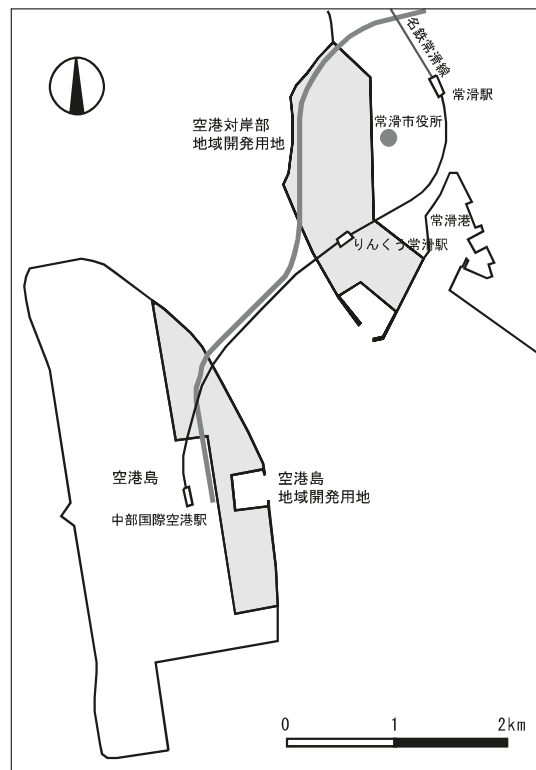 名鉄常滑線
常滑駅
空港対岸部
地域開発用地
常滑市役所
常滑港
りんくう常滑駅
空港島
空港島
地域開発用地
中部国際空港駅
0 1 2km